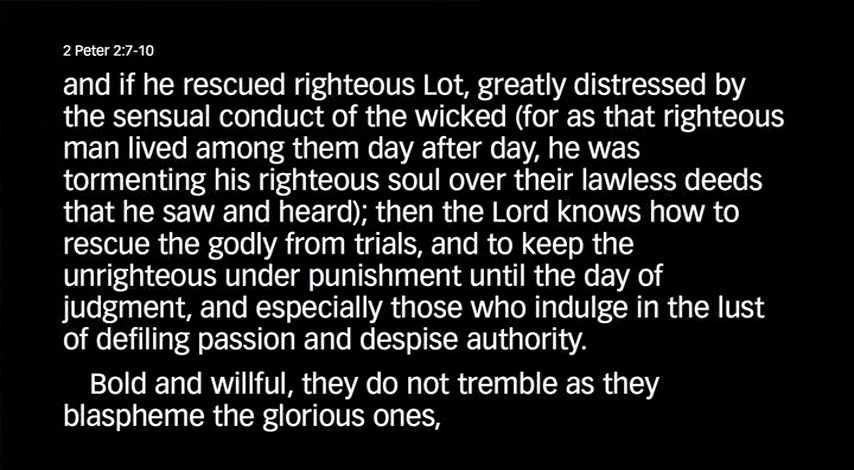 2 Peter 2:7-10
and if he rescued righteous Lot, greatly distressed by
the sensual conduct of the wicked (for as that righteous
man lived among them day after day, he was
tormenting his righteous soul over their lawless deeds
that he saw and heard); then the Lord knows how to
rescue the godly from trials, and to keep the
unrighteous under punishment until the day of
judgment, and especially those who indulge in the lust
of defiling passion and despise authority.
Bold and willful, they do not tremble as they
blaspheme the glorious ones,